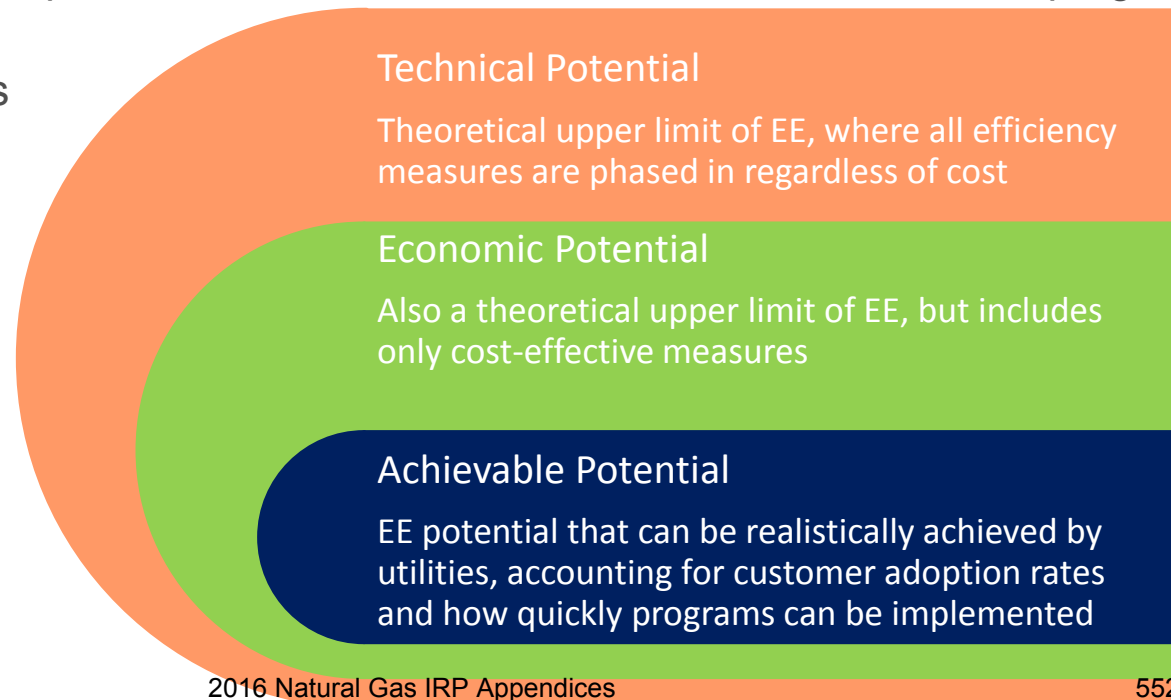 s
Technical Potential
Theoretical upper limit of EE, where all efficiency
measures are phased in regardless of cost
Economic Potential
Also a theoretical upper limit of EE, but includes
only cost-effective measures
Achievable Potential
EE potential that can be realistically achieved by
utilities, accounting for customer adoption rates
and how quickly programs can be implemented
2016 Natural Gas IRP Appendices 552